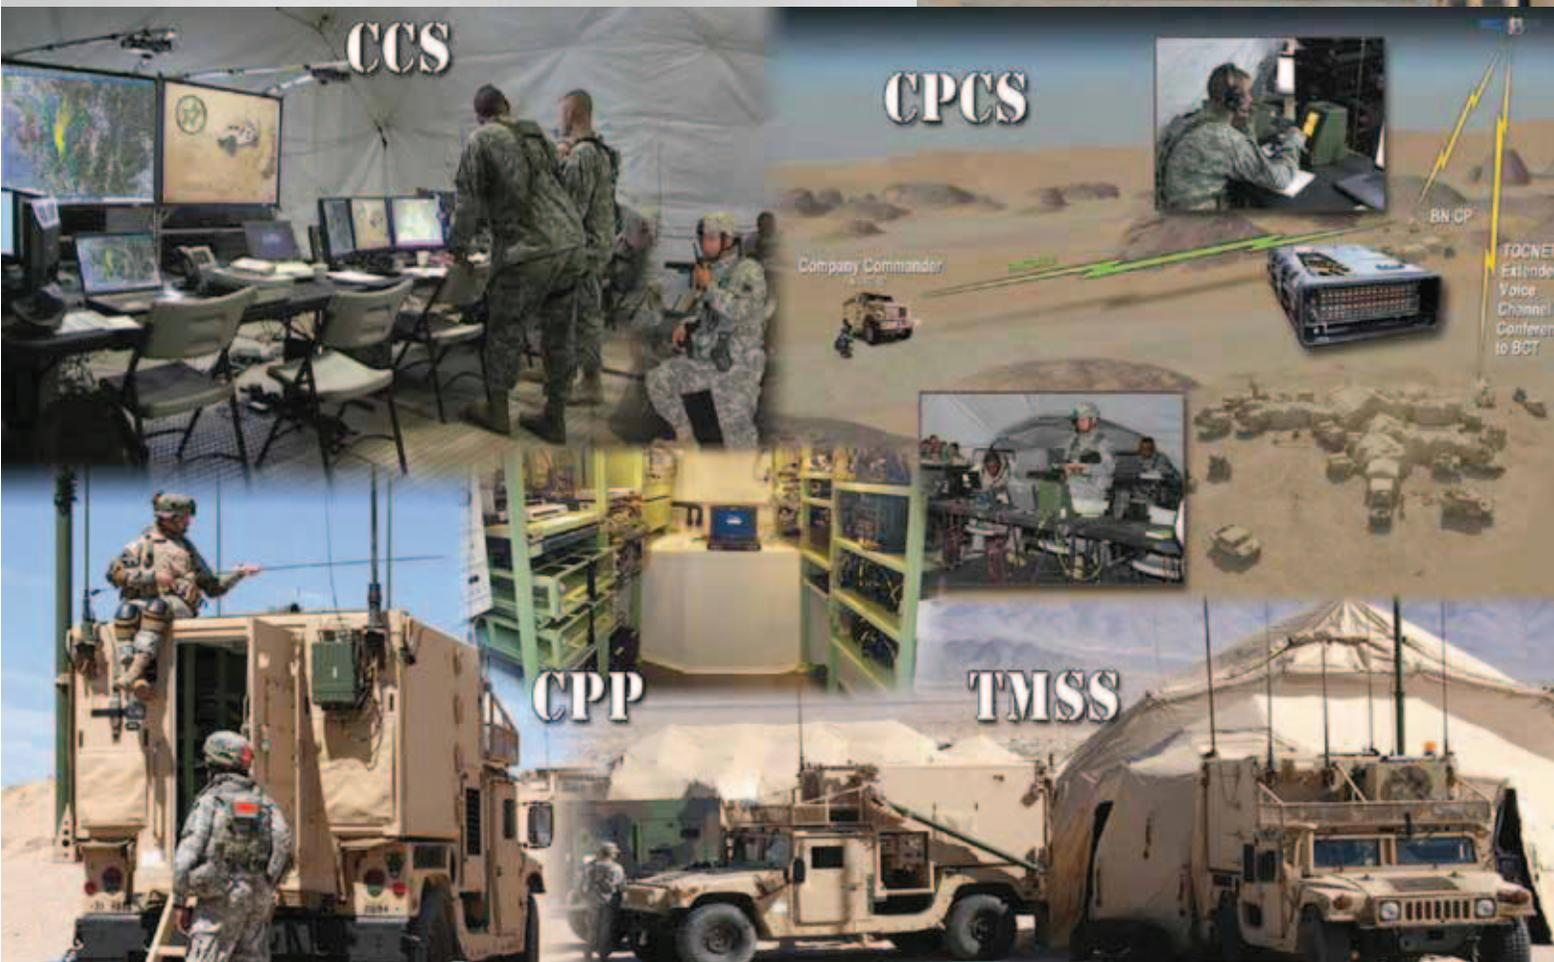 CCS
CPCS
BN CP
Company Commander
TOCNET
Extende
Voice
Channel
Conferen
to BCT
CPP
TMSS